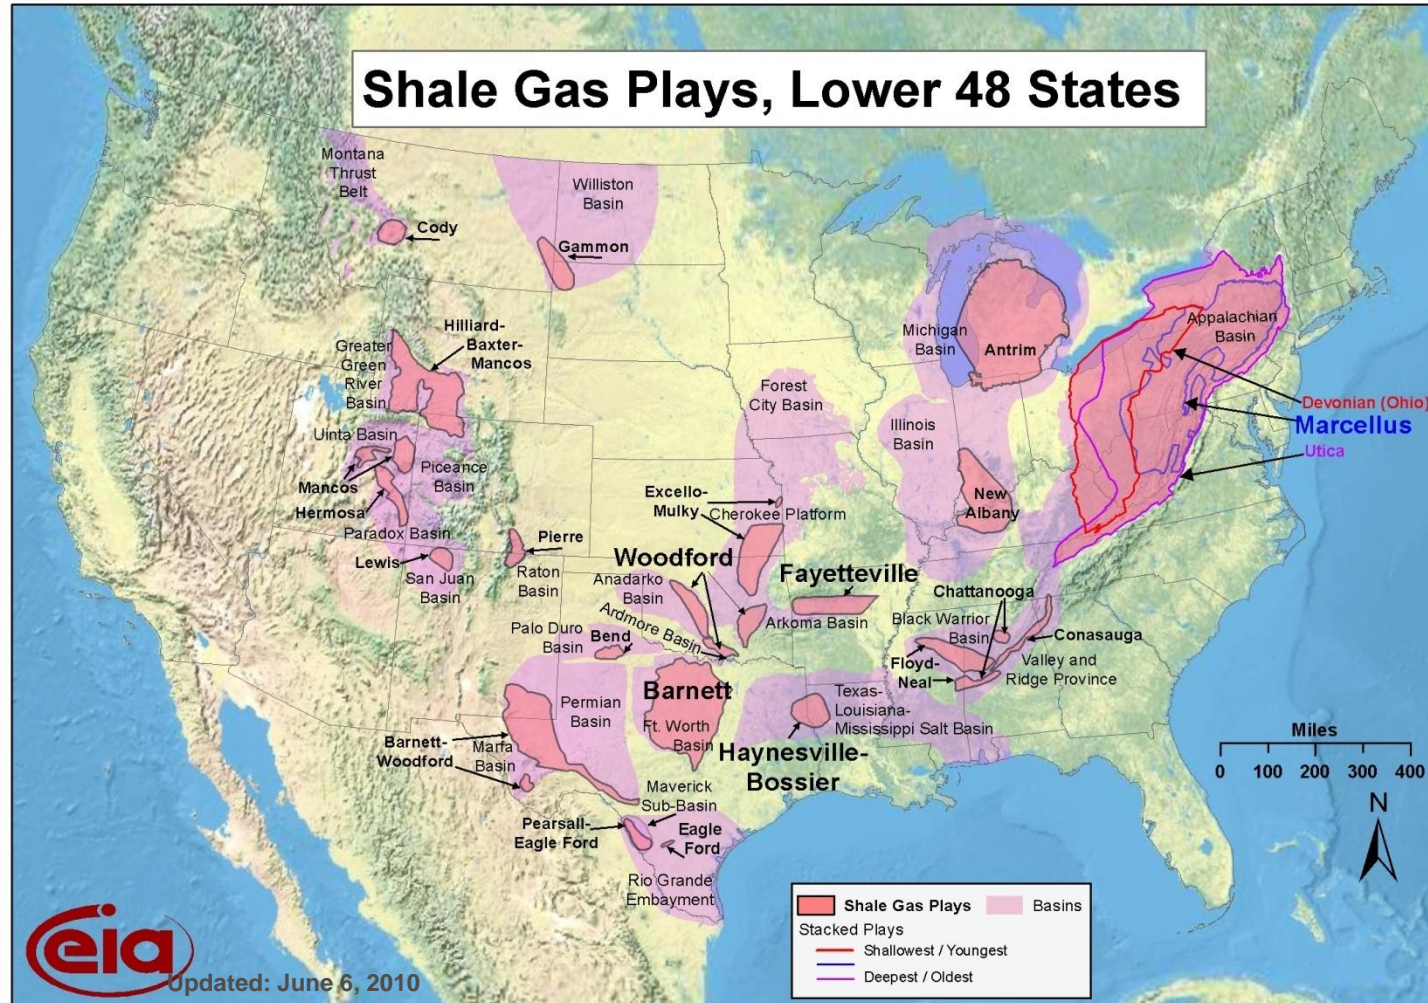 Shale Gas Plays, Lower 48 States
Montana
Thrust
Belt
Cody
Williston
Basin
Gammon
Hilliard-
Baxter-
Mancos
Greater
Green
River
Basin
Uinta Basin
Mancos
Piceance
Basin
Hermosa
Paradox Basin
Lewis
San Juan
Basin
Pierre
Raton
Basin
Michigan
Basin
Antrim
Forest
City Basin
Illinois
Basin
New
Albany
Appalachian
Basin
Devonian (Ohio)
Marcellus
Utica
Excello-
Mulky
Cherokee Platform
Woodford
Anadarko
Basin
Ardmore Basin
Fayetteville
Arkoma Basin
Palo Duro
Basin
Bend
Chattanooga
Black Warrior
Basin
Conasauga
Floyd-
Neal
Valley and
Ridge Province
Barnett
Ft. Worth
Basin
Permian
Basin
Texas-
Louisiana-
Mississippi Salt Basin
Haynesville-
Bossier
Barnett-
Woodford
Marfa
Basin
Maverick
Sub-Basin
Pearsall-
Eagle Ford
Eagle
Ford
Rio Grande
Embayment
Miles
0 100 200 300 400
N
Shale Gas Plays
Basins
Stacked Plays
Shallowest / Youngest
Deepest / Oldest
eia
Updated: June 6, 2010